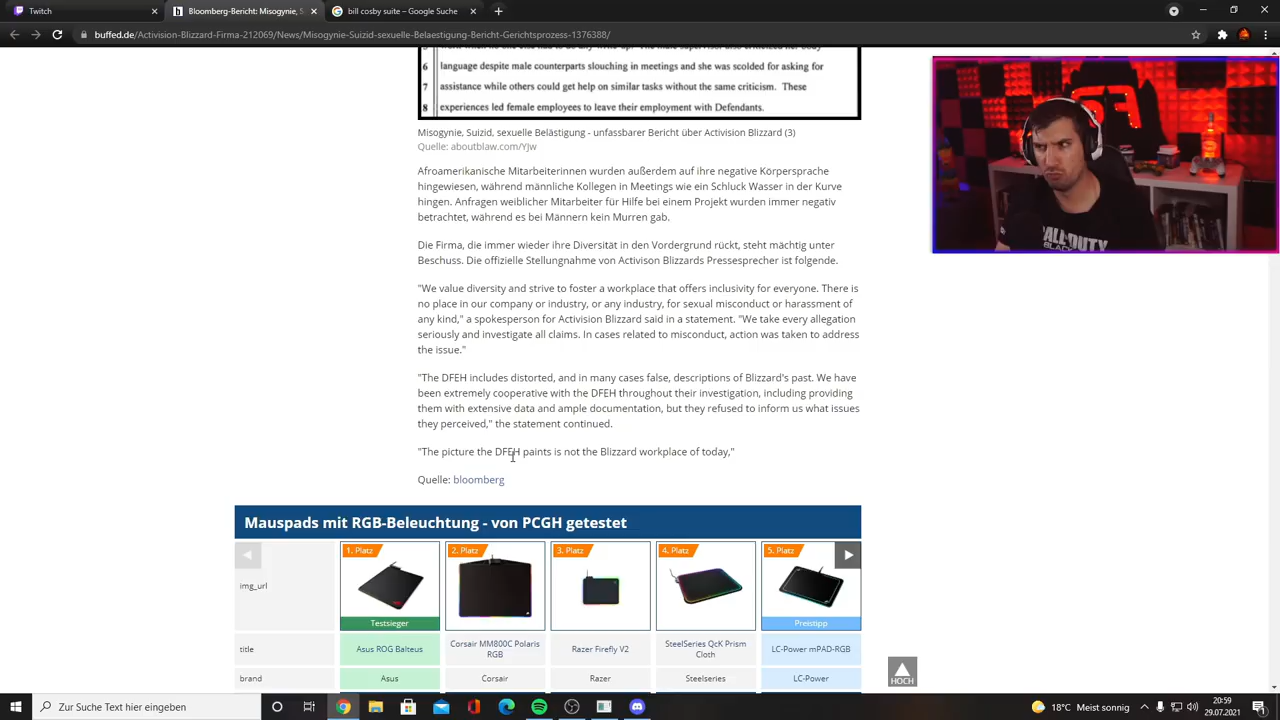 Twitch
Bloomberg: Misogynie, S
bill cosby suite – Google Suche
buffed.de/Activision-Blizzard-Firma-212069/News/Misogynie-Suizid-sexuelle-Belaestigung-Bericht-Gerichtsprozess-1376388/
6 language despite male counterparts slouching in meetings and she was scolded for asking for
7 assistance while others could get help on similar tasks without the same criticism. These
8 experiences led female employees to leave their employment with Defendants.
Misogynie, Suizid, sexuelle Belästigung - unfassbarer Bericht über Activision Blizzard (3)
Quelle: aboutblaw.com/YJw
Afroamerikanische Mitarbeiterinnen wurden außerdem auf ihre negative Körpersprache
hingewiesen, während männliche Kollegen in Meetings wie ein Schluck Wasser in der Kurve
hingen. Anfragen weiblicher Mitarbeiter für Hilfe bei einem Projekt wurden immer negativ
betrachtet, während es bei Männern kein Murren gab.
Die Firma, die immer wieder ihre Diversität in den Vordergrund rückt, steht mächtig unter
Beschuss. Die offizielle Stellungnahme von Activison Blizzards Pressesprecher ist folgende.
"We value diversity and strive to foster a workplace that offers inclusivity for everyone. There is
no place in our company or industry, or any industry, for sexual misconduct or harassment of
any kind," a spokesperson for Activision Blizzard said in a statement. "We take every allegation
seriously and investigate all claims. In cases related to misconduct, action was taken to address
the issue."
"The DFEH includes distorted, and in many cases false, descriptions of Blizzard's past. We have
been extremely cooperative with the DFEH throughout their investigation, including providing
them with extensive data and ample documentation, but they refused to inform us what issues
they perceived," the statement continued.
"The picture the DFEH paints is not the Blizzard workplace of today,"
Quelle: bloomberg
CALL OF DUTY
BLACK
Mauspads mit RGB-Beleuchtung - von PCGH getestet
1. Platz 2. Platz 3. Platz 4. Platz 5. Platz
img_url
Testsieger Preistipp
title Asus ROG Balteus Corsair MM800C Polaris RGB Razer Firefly V2 SteelSeries QcK Prism Cloth LC-Power mPAD-RGB
brand Asus Corsair Razer Steelseries LC-Power
HOCH
Zur Suche Text hier eingeben
18°C Meist sonnig
20:59
29.07.2021